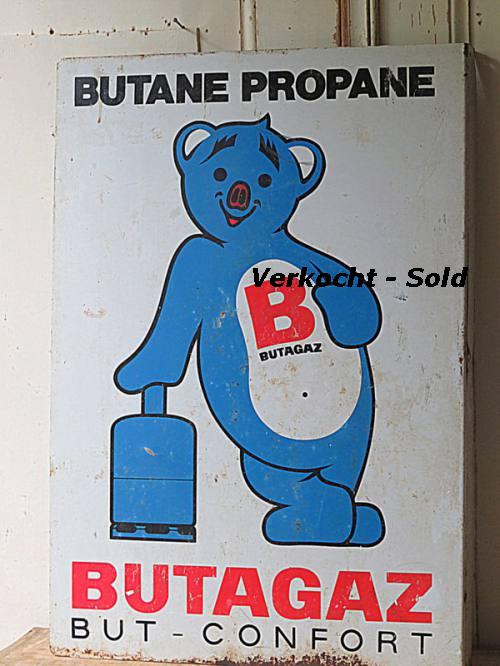 BUTANE PROPANE
Verkocht - Sold
B
BUTAGAZ
BUTAGAZ
BUT - CONFORT